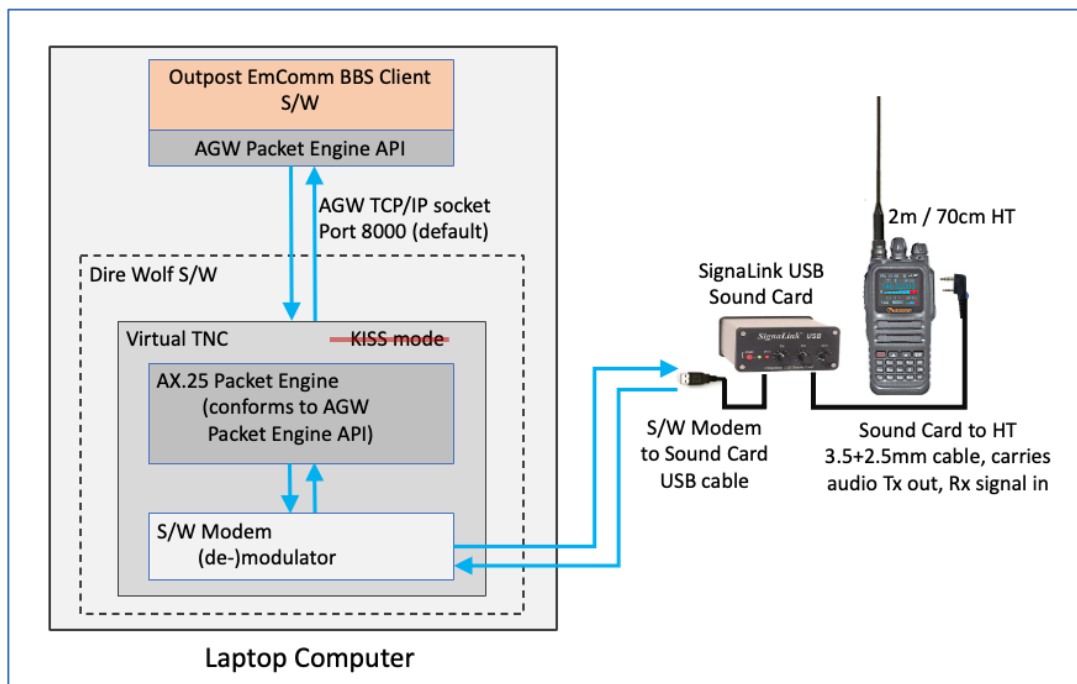 Outpost EmComm BBS Client
S/W
AGW Packet Engine API
AGW TCP/IP socket
Port 8000 (default)
Dire Wolf S/W
Virtual TNC
KISS mode
AX.25 Packet Engine
(conforms to AGW
Packet Engine API)
S/W Modem
(de-)modulator
Laptop Computer
SignaLink USB
Sound Card
SignaLink USB
S/W Modem
to Sound Card
USB cable
2m / 70cm HT
Sound Card to HT
3.5+2.5mm cable, carries
audio Tx out, Rx signal in